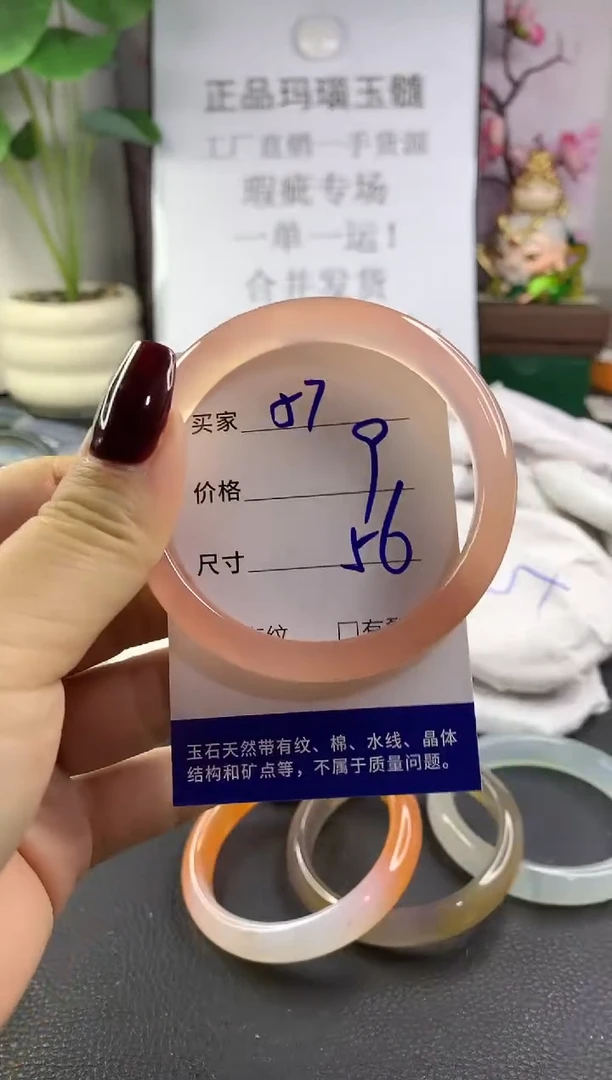 正品玛瑙玉髓
工厂直销一手货源
瑕疵专场
一单一运！
合并发货
买家 87
价格 9
尺寸 56
纹 □有
玉石天然带有纹、棉、水线、晶体
结构和矿点等，不属于质量问题。